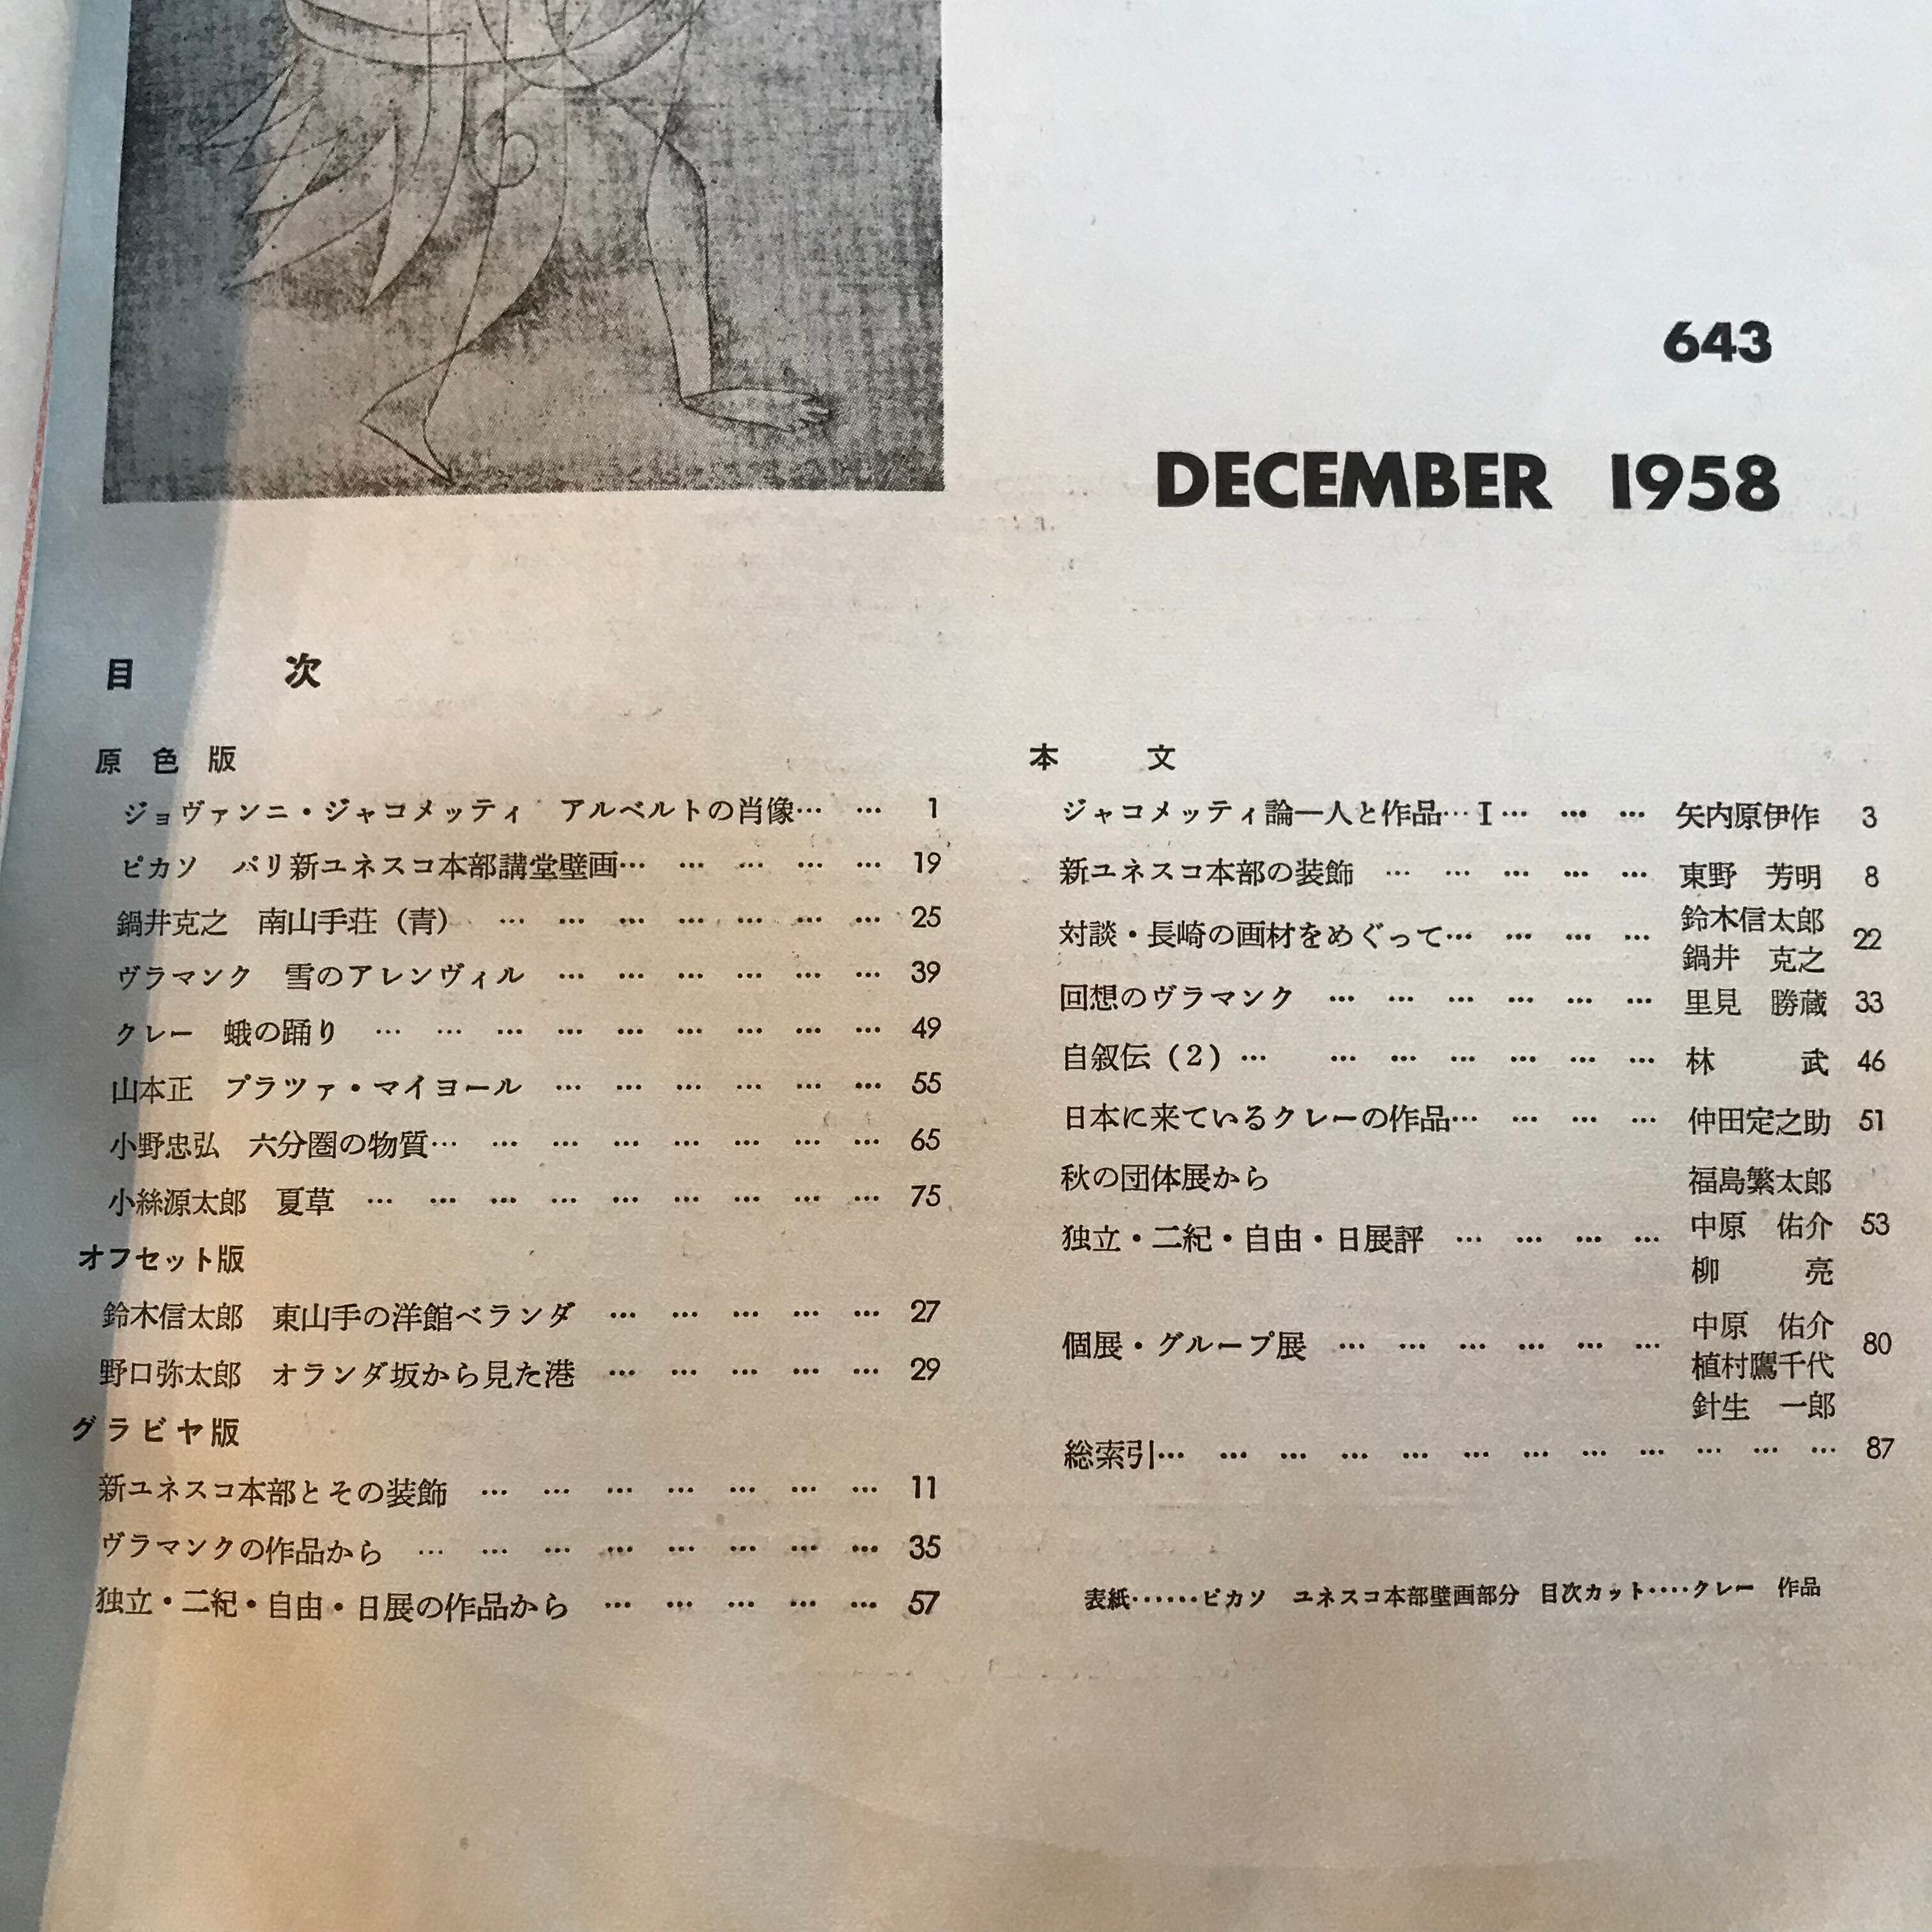 643
DECEMBER 1958
目 次
原色版
ジョヴァンニ・ジャコメッティ アルベルトの肖像… … 1
ピカソ パリ新ユネスコ本部講堂壁画… … … … … 19
鍋井克之 南山手荘（青） … … … … … … … 25
ヴラマンク 雪のアレンヴィル … … … … … … 39
クレー 蛾の踊り … … … … … … … … … 49
山本正 プラツァ・マイヨール … … … … … … 55
小野忠弘 六分圏の物質… … … … … … … … 65
小絲源太郎 夏草 … … … … … … … … … 75
オフセット版
鈴木信太郎 東山手の洋館ベランダ … … … … … 27
野口弥太郎 オランダ坂から見た港 … … … … … 29
グラビヤ版
新ユネスコ本部とその装飾 … … … … … … … 11
ヴラマンクの作品から … … … … … … … … 35
独立・二紀・自由・日展の作品から … … … … … 57
本文
ジャコメッティ論―人と作品…Ⅰ… … … 矢内原伊作 3
新ユネスコ本部の装飾 … … … … … 東野 芳明 8
対談・長崎の画材をめぐって… … … … 鈴木信太郎 鍋井 克之 22
回想のヴラマンク … … … … … … 里見 勝蔵 33
自叙伝（2）… … … … … … … 林 武 46
日本に来ているクレーの作品… … … … 仲田定之助 51
秋の団体展から 福島繁太郎
独立・二紀・自由・日展評 … … … … 中原 佑介 53
柳 亮
個展・グループ展 … … … … … … 中原 佑介 植村鷹千代 針生 一郎 80
総索引… … … … … … … … … … … … 87
表紙……ピカソ ユネスコ本部壁画部分 目次カット‥‥クレー 作品